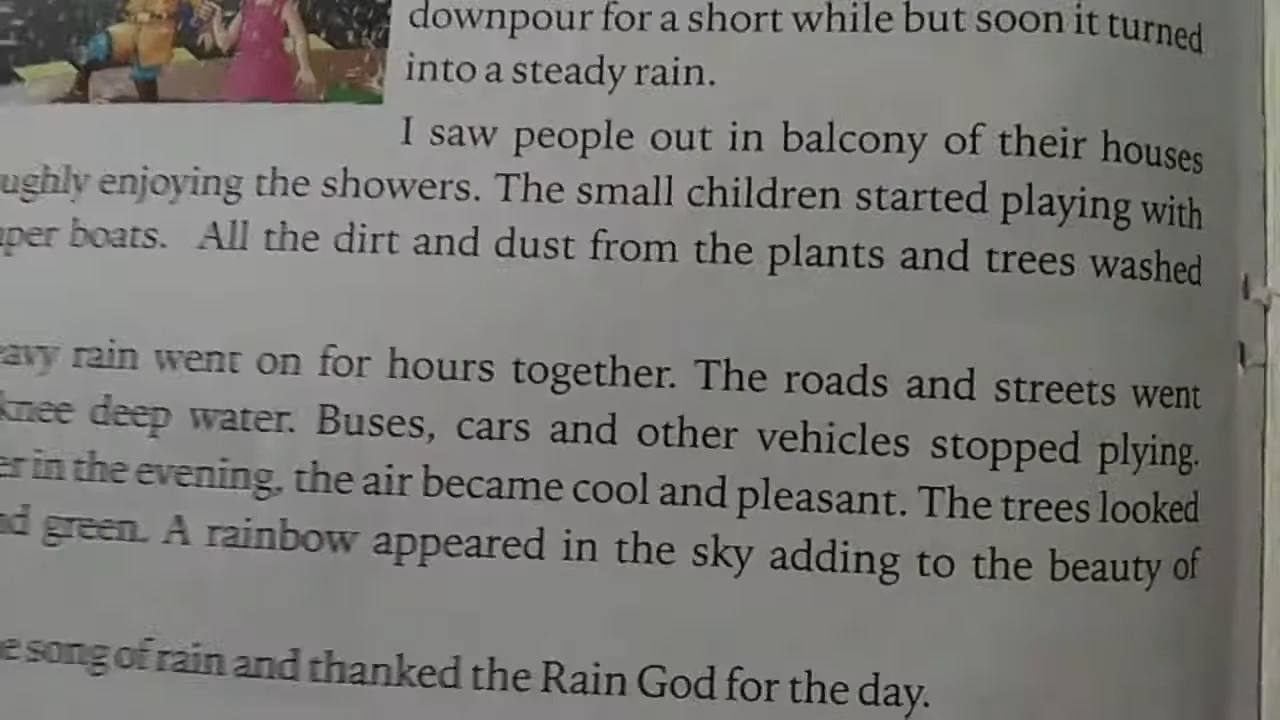 downpour for a short while but soon it turned
into a steady rain.
I saw people out in balcony of their houses
enjoying the showers. The small children started playing with
boats. All the dirt and dust from the plants and trees washed
rain went on for hours together. The roads and streets went
knee deep water. Buses, cars and other vehicles stopped plying.
in the evening, the air became cool and pleasant. The trees looked
green. A rainbow appeared in the sky adding to the beauty of
song of rain and thanked the Rain God for the day.